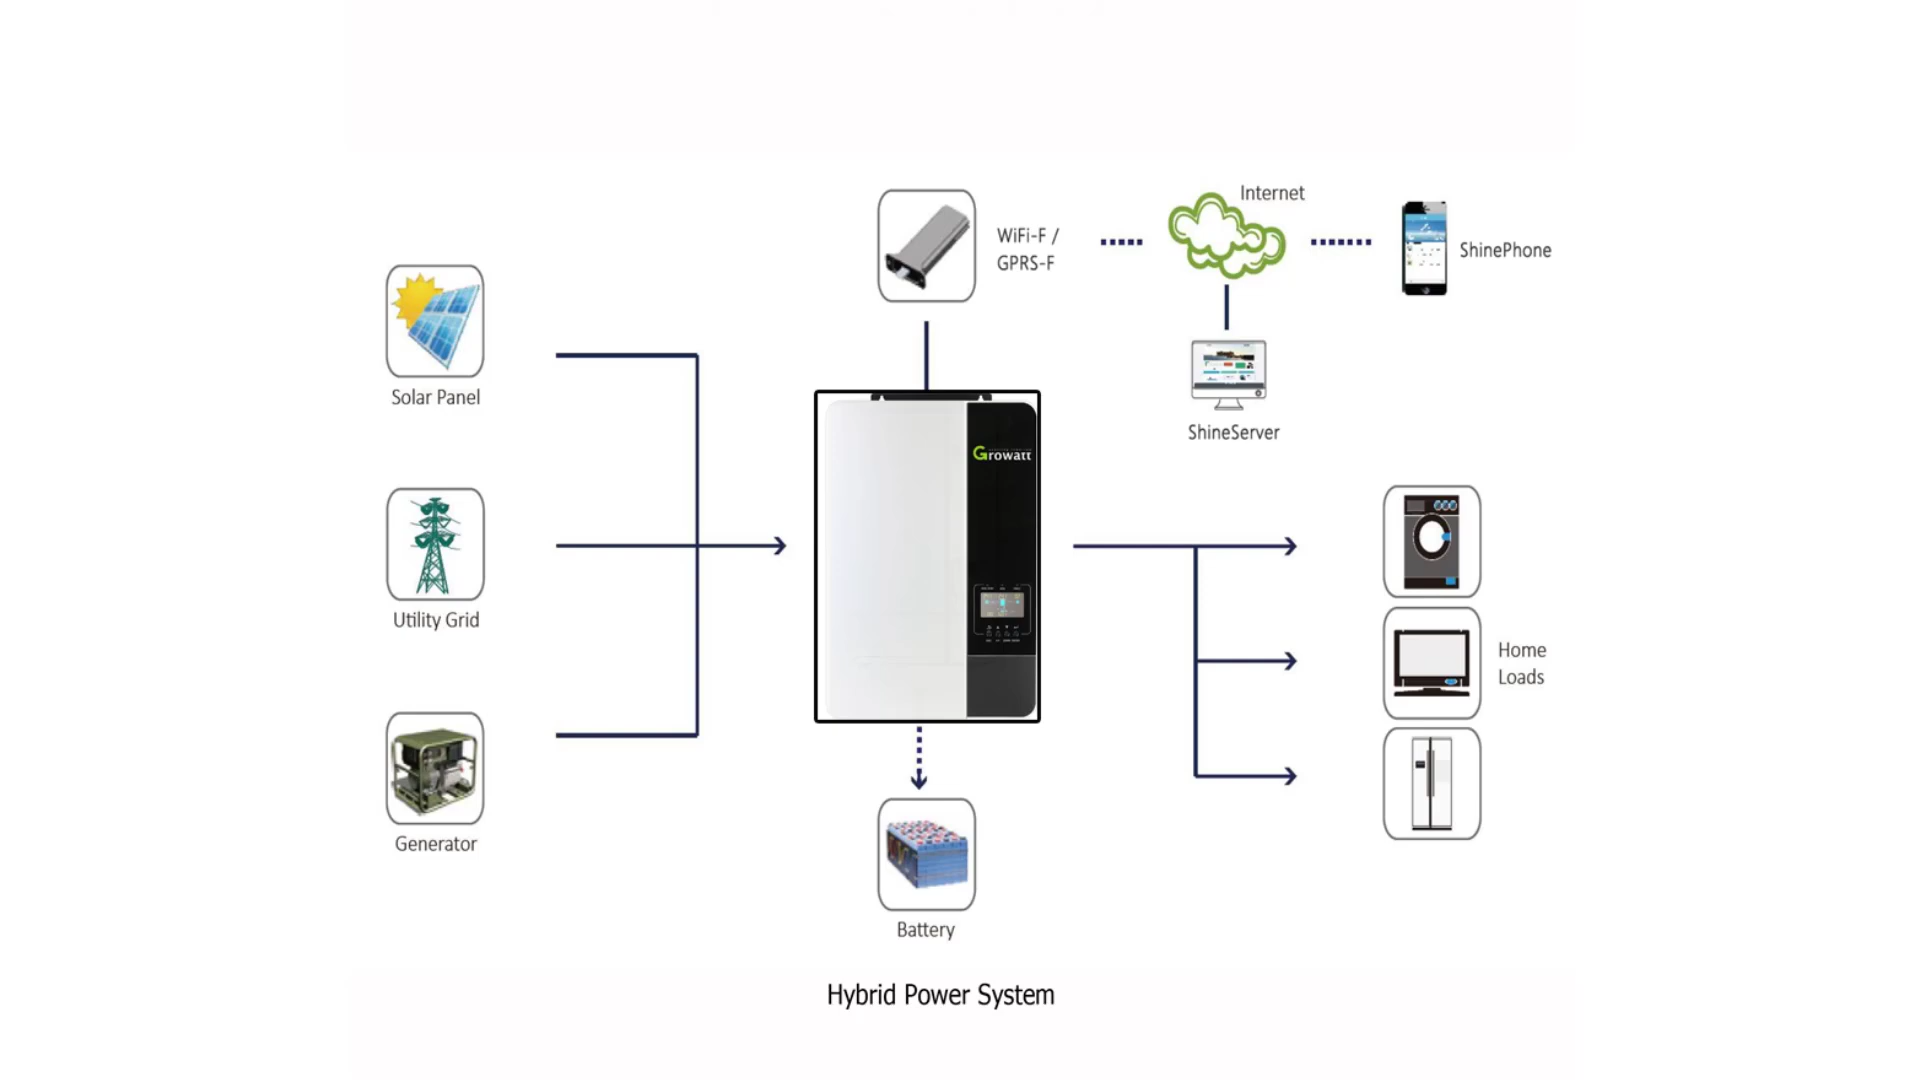 Internet
WiFi-F /
GPRS-F
ShinePhone
Solar Panel
ShineServer
Growatt
Utility Grid
Home
Loads
Generator
Battery
Hybrid Power System